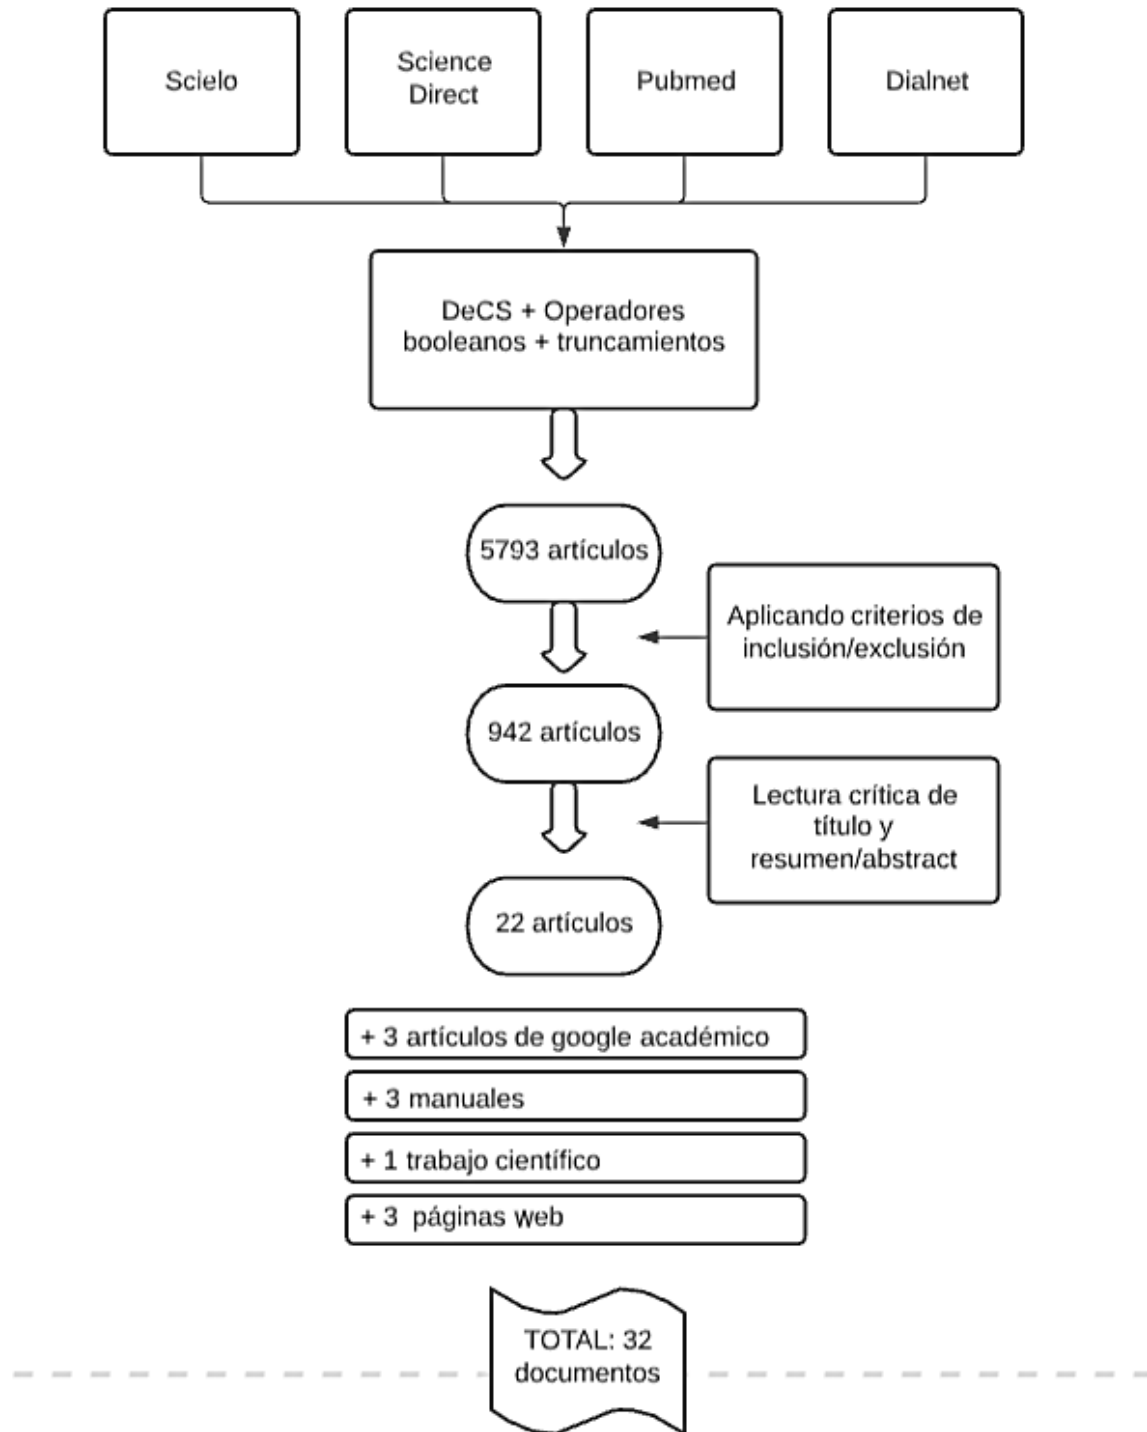 Scielo
Science
Direct
Pubmed
Dialnet
DeCS + Operadores
booleanos + truncamientos
5793 artículos
Aplicando criterios de
inclusión/exclusión
942 artículos
Lectura crítica de
título y
resumen/abstract
22 artículos
+ 3 artículos de google académico
+ 3 manuales
+ 1 trabajo científico
+ 3 páginas web
TOTAL: 32
documentos